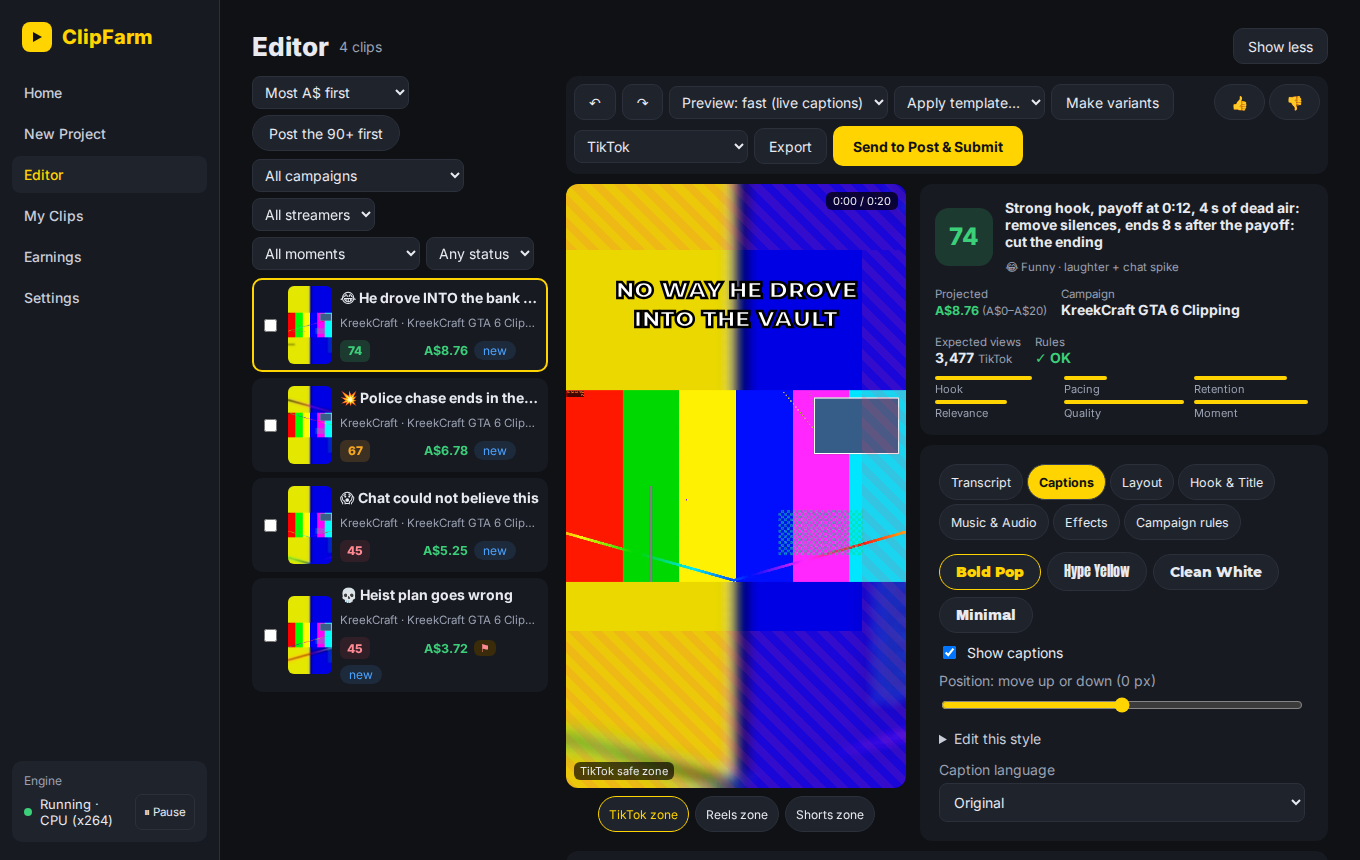 ClipFarm
Home
New Project
Editor
My Clips
Earnings
Settings
Engine
Running · CPU (x64)
Pause
Editor 4 clips
Show less
Most A$ first
Post the 90+ first
All campaigns
All streamers
All moments
Any status
😂 He drove INTO the bank ...
KreekCraft · KreekCraft GTA 6 Clip...
74 A$8.76 new
💥 Police chase ends in the...
KreekCraft · KreekCraft GTA 6 Clip...
67 A$6.78 new
😱 Chat could not believe this
KreekCraft · KreekCraft GTA 6 Clip...
45 A$5.25 new
💀 Heist plan goes wrong
KreekCraft · KreekCraft GTA 6 Clip...
45 A$3.72
new
↶ ↷ Preview: fast (live captions) Apply template... Make variants 👍 👎
TikTok Export Send to Post & Submit
0:00 / 0:20
NO WAY HE DROVE
INTO THE VAULT
TikTok safe zone
TikTok zone Reels zone Shorts zone
74
Strong hook, payoff at 0:12, 4 s of dead air:
remove silences, ends 8 s after the payoff:
cut the ending
😂 Funny · laughter + chat spike
Projected Campaign
A$8.76 (A$0–A$20) KreekCraft GTA 6 Clipping
Expected views Rules
3,477 TikTok ✓ OK
Hook Pacing Retention
Relevance Quality Moment
Transcript Captions Layout Hook & Title
Music & Audio Effects Campaign rules
Bold Pop Hype Yellow Clean White
Minimal
Show captions
Position: move up or down (0 px)
Edit this style
Caption language
Original